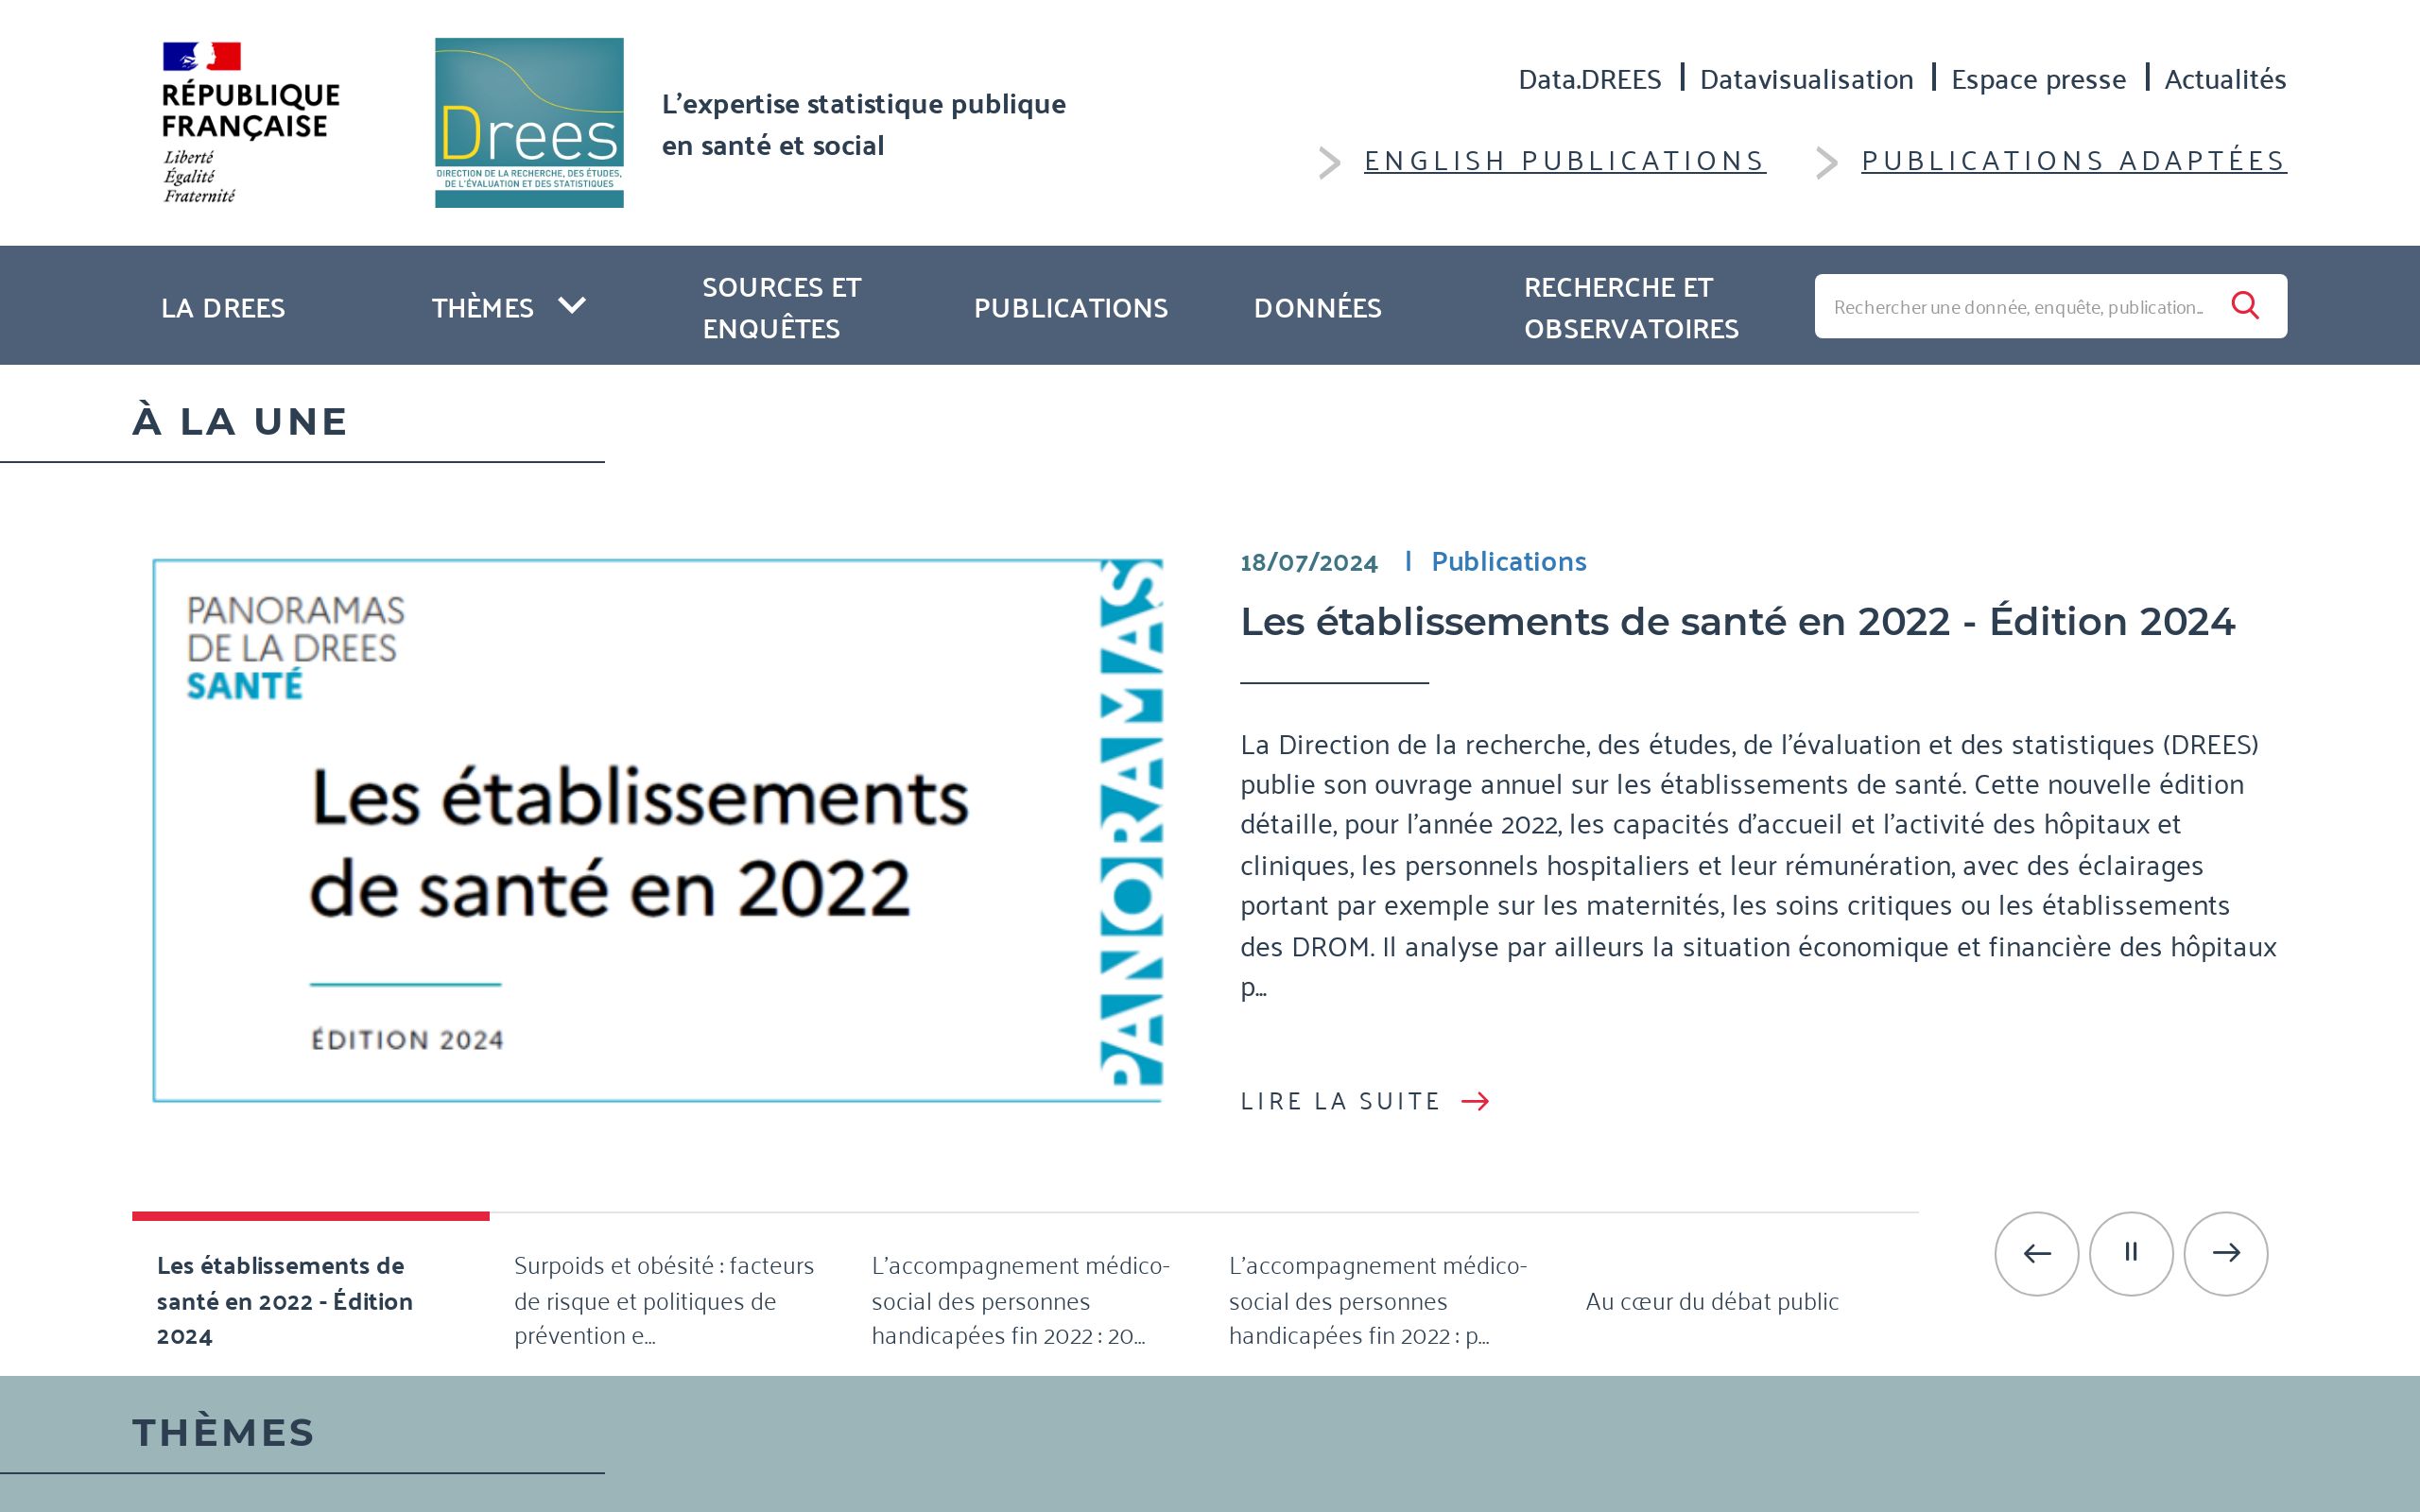 RÉPUBLIQUE
FRANÇAISE
Liberté
Égalité
Fraternité
Drees
DIRECTION DE LA RECHERCHE, DES ÉTUDES,
DE L'ÉVALUATION ET DES STATISTIQUES
L'expertise statistique publique
en santé et social
Data.DREES | Datavisualisation | Espace presse | Actualités
ENGLISH PUBLICATIONS PUBLICATIONS ADAPTÉES
LA DREES
THÈMES
SOURCES ET
ENQUÊTES
PUBLICATIONS
DONNÉES
RECHERCHE ET
OBSERVATOIRES
Rechercher une donnée, enquête, publication...
À LA UNE
PANORAMAS
DE LA DREES
SANTÉ
Les établissements
de santé en 2022
ÉDITION 2024
PANORAMAS
18/07/2024 | Publications
Les établissements de santé en 2022 - Édition 2024
La Direction de la recherche, des études, de l'évaluation et des statistiques (DREES)
publie son ouvrage annuel sur les établissements de santé. Cette nouvelle édition
détaille, pour l'année 2022, les capacités d'accueil et l'activité des hôpitaux et
cliniques, les personnels hospitaliers et leur rémunération, avec des éclairages
portant par exemple sur les maternités, les soins critiques ou les établissements
des DROM. Il analyse par ailleurs la situation économique et financière des hôpitaux
p...
LIRE LA SUITE
Les établissements de
santé en 2022 - Édition
2024
Surpoids et obésité : facteurs
de risque et politiques de
prévention e...
L'accompagnement médico-
social des personnes
handicapées fin 2022 : 20...
L'accompagnement médico-
social des personnes
handicapées fin 2022 : p...
Au cœur du débat public
THÈMES